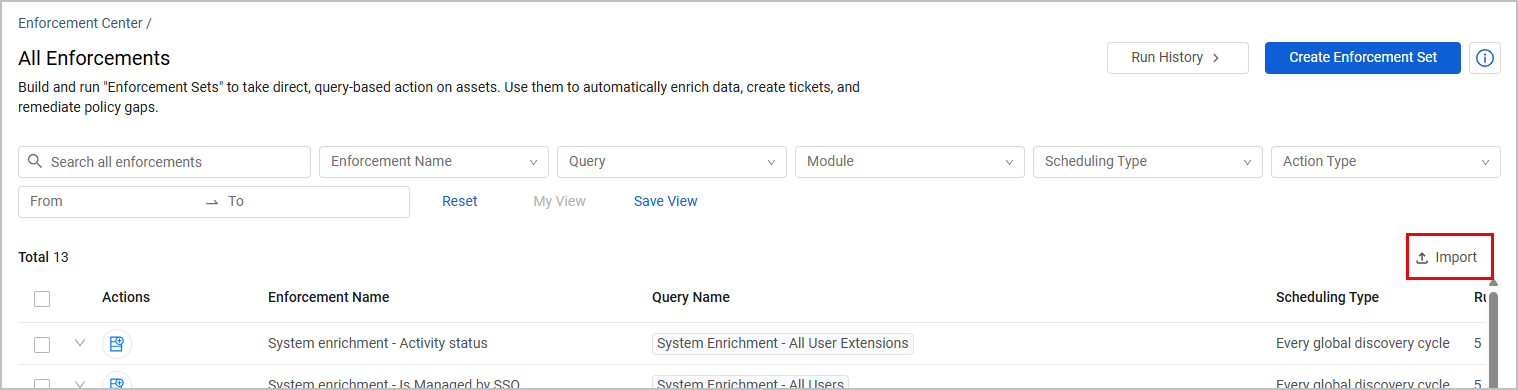 Enforcement Center /
All Enforcements
Run History
Create Enforcement Set
Build and run "Enforcement Sets" to take direct, query-based action on assets. Use them to automatically enrich data, create tickets, and
remediate policy gaps.
Search all enforcements
Enforcement Name
Query
Module
Scheduling Type
Action Type
From
To
Reset
My View
Save View
Total 13
Import
Actions
Enforcement Name
Query Name
Scheduling Type
System enrichment - Activity status
System Enrichment - All User Extensions
Every global discovery cycle
5
System enrichment - Is Managed by SSO
System Enrichment - All Users
Every global discovery cycle
5